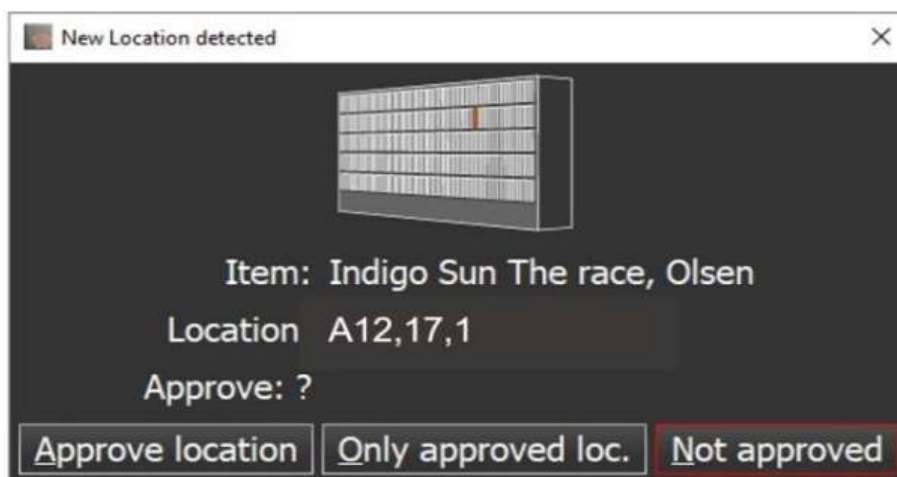 New Location detected
Item: Indigo Sun The race, Olsen
Location A12,17,1
Approve: ?
Approve location Only approved loc. Not approved